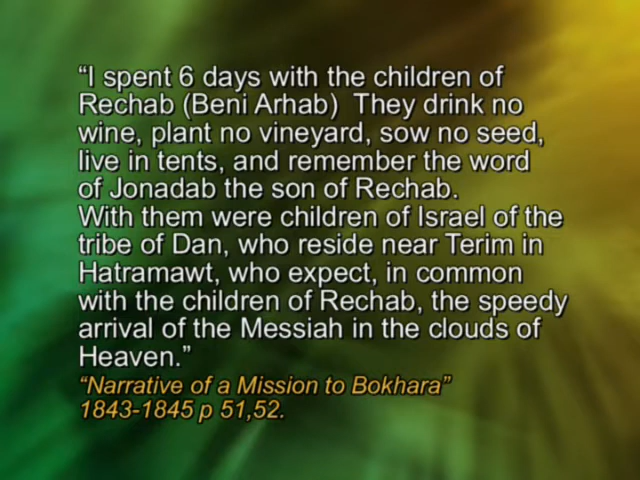 “I spent 6 days with the children of
Rechab (Beni Arhab)  They drink no
wine, plant no vineyard, sow no seed,
live in tents, and remember the word
of Jonadab the son of Rechab.
With them were children of Israel of the
tribe of Dan, who reside near Terim in
Hatramawt, who expect, in common
with the children of Rechab, the speedy
arrival of the Messiah in the clouds of
Heaven.”
“Narrative of a Mission to Bokhara”
1843-1845 p 51,52.